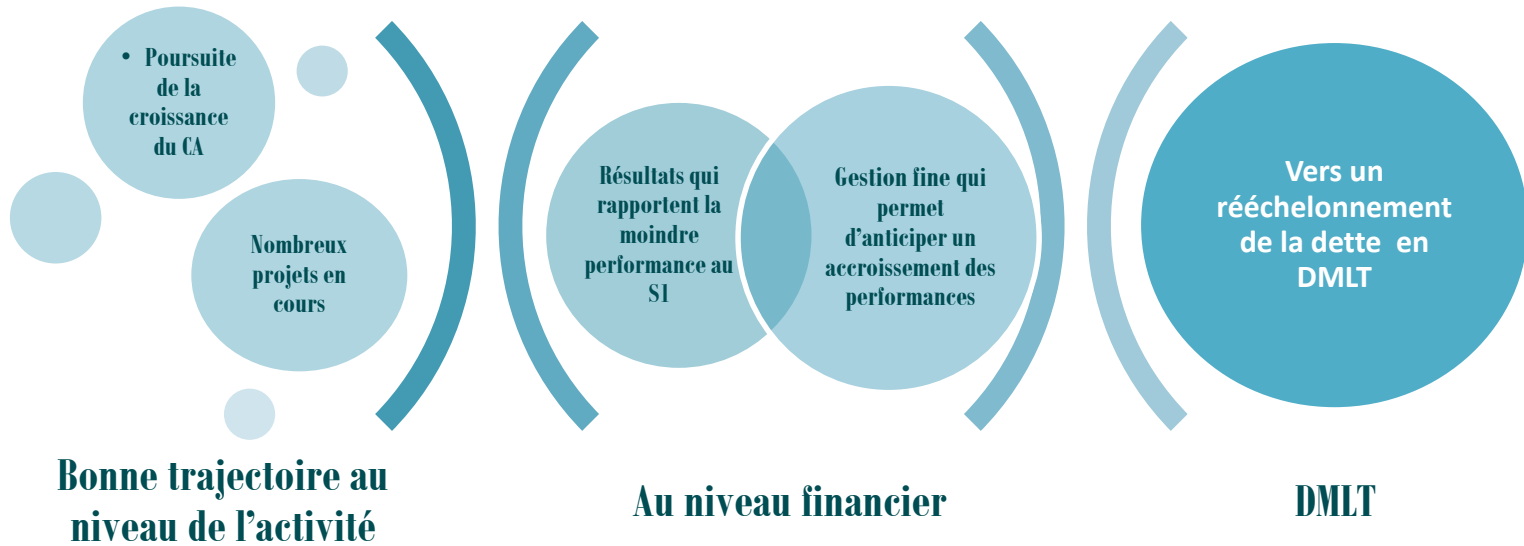 • Poursuite
de la
croissance
du CA
Nombreux
projets en
cours
Bonne trajectoire au
niveau de l’activité
Résultats qui
rapportent la
moindre
performance au
S1
Gestion fine qui
permet
d’anticiper un
accroissement des
performances
Au niveau financier
Vers un
rééchelonnement
de la dette en
DMLT
DMLT